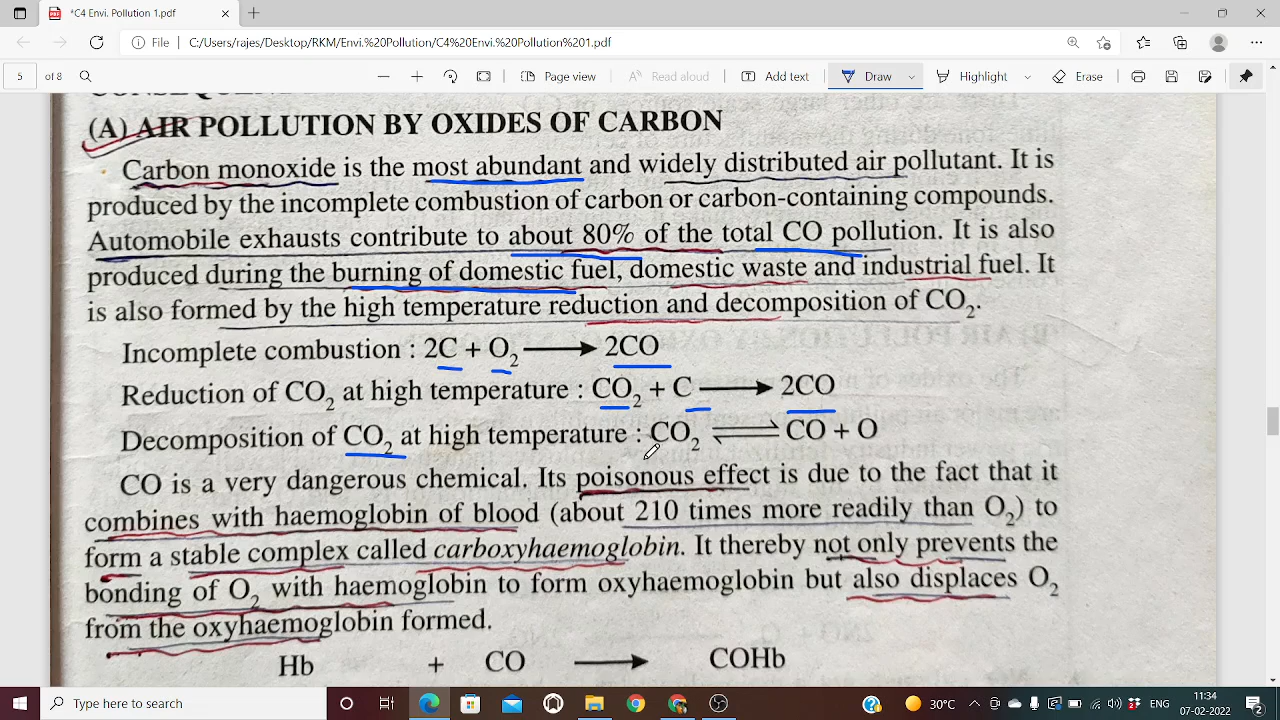 *C4 Envi. Pollution 1.pdf
File | C:/Users/rajes/Desktop/RKM/Envi.%20Pollution/C4%20Envi.%20Pollution%201.pdf
5 of 8 Page view Read aloud Add text Draw Highlight Erase
(A) AIR POLLUTION BY OXIDES OF CARBON
Carbon monoxide is the most abundant and widely distributed air pollutant. It is
produced by the incomplete combustion of carbon or carbon-containing compounds.
Automobile exhausts contribute to about 80% of the total CO pollution. It is also
produced during the burning of domestic fuel, domestic waste and industrial fuel. It
is also formed by the high temperature reduction and decomposition of CO₂.
Incomplete combustion : 2C + O₂ ⟶ 2CO
Reduction of CO₂ at high temperature : CO₂ + C ⟶ 2CO
Decomposition of CO₂ at high temperature : CO₂ ⇌ CO + O
CO is a very dangerous chemical. Its poisonous effect is due to the fact that it
combines with haemoglobin of blood (about 210 times more readily than O₂) to
form a stable complex called carboxyhaemoglobin. It thereby not only prevents the
bonding of O₂ with haemoglobin to form oxyhaemoglobin but also displaces O₂
from the oxyhaemoglobin formed.
Hb + CO ⟶ COHb
Type here to search 30°C ENG 11:34
07-02-2022